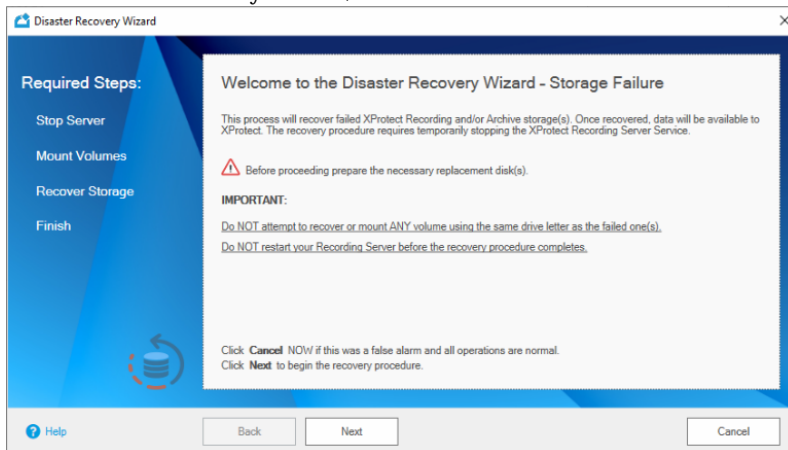 Disaster Recovery Wizard
Required Steps:
Stop Server
Mount Volumes
Recover Storage
Finish
Welcome to the Disaster Recovery Wizard - Storage Failure
This process will recover failed XProtect Recording and/or Archive storage(s). Once recovered, data will be available to
XProtect. The recovery procedure requires temporarily stopping the XProtect Recording Server Service.
Before proceeding prepare the necessary replacement disk(s).
IMPORTANT:
Do NOT attempt to recover or mount ANY volume using the same drive letter as the failed one(s).
Do NOT restart your Recording Server before the recovery procedure completes.
Click Cancel NOW if this was a false alarm and all operations are normal.
Click Next to begin the recovery procedure.
Help
Back
Next
Cancel